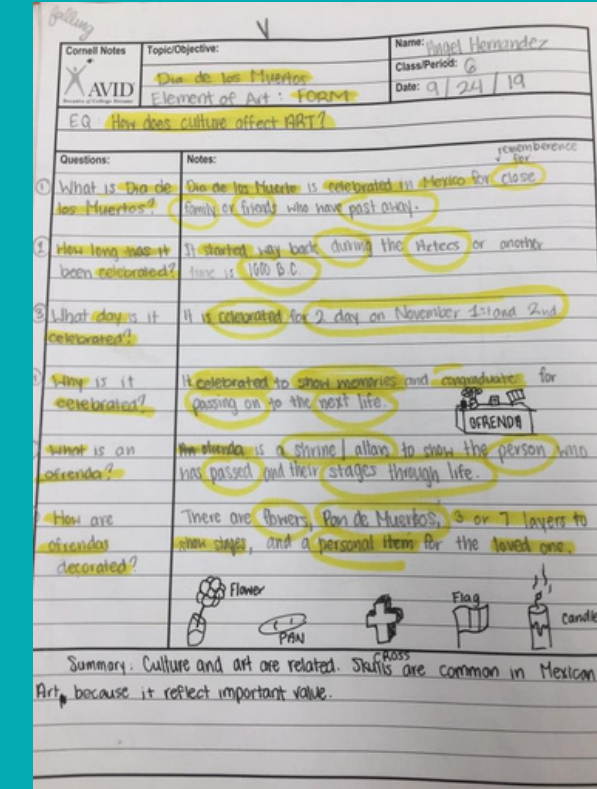 falling
Cornell Notes
Topic/Objective:
Name: Angel Hernandez
AVID
Dia de los Muertos
Class/Period: 6
Element of Art : FORM
Date: 9/24/19
EQ: How does culture affect ART?
Questions:
Notes:
rememberence
for
① What is Dia de
Dia de los Muerto is celebrated in Mexico for close
los Muertos?
family or friends who have past away.
How long has it
It started way back during the Aztecs or another
been celebrated?
time is 1000 B.C.
③ What day is it
It is celebrated for 2 day on November 1st and 2nd
celebrated?
Why is it
It celebrated to show memories and congraduate for
celebrated?
passing on to the next life.
OFRENDA
What is an
An ofrenda is a shrine/allars to show the person who
ofrenda?
has passed and their stages through life.
How are
There are flowers, Pan de Muertos, 3 or 7 layers to
ofrendas
show stages, and a personal item for the loved one.
decorated?
Flower
PAN
CROSS
Flag
Candle
Summary: Culture and art are related. Skulls are common in Mexican
Art, because it reflect important value.